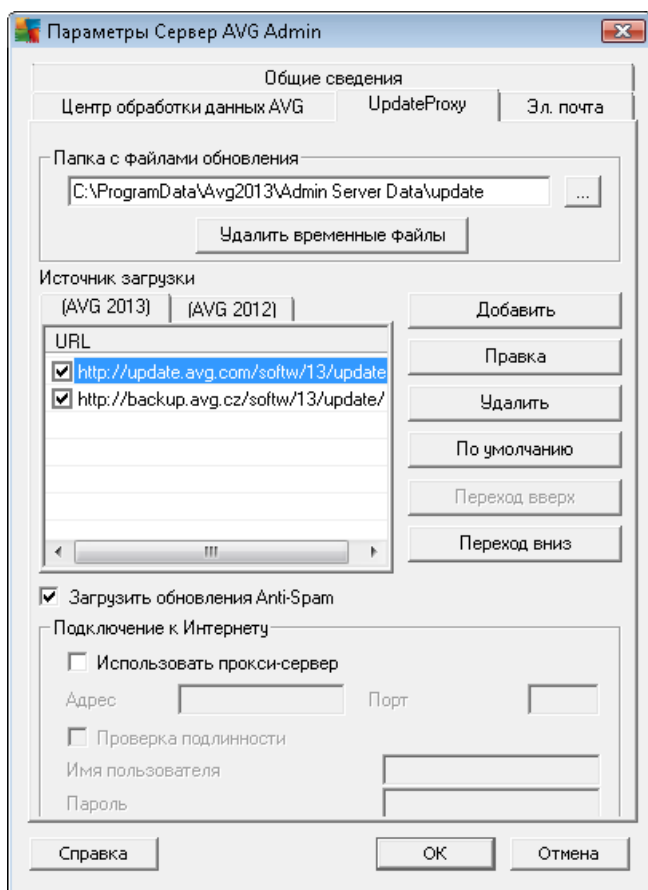 Параметры Сервер AVG Admin
Общие сведения
Центр обработки данных AVG UpdateProxy Эл. почта
Папка с файлами обновления
C:\ProgramData\Avg2013\Admin Server Data\update ...
Удалить временные файлы
Источник загрузки
(AVG 2013) (AVG 2012)
URL
http://update.avg.com/softw/13/update
http://backup.avg.cz/softw/13/update/
Добавить
Правка
Удалить
По умолчанию
Переход вверх
Переход вниз
Загрузить обновления Anti-Spam
Подключение к Интернету
Использовать прокси-сервер
Адрес Порт
Проверка подлинности
Имя пользователя
Пароль
Справка ОК Отмена